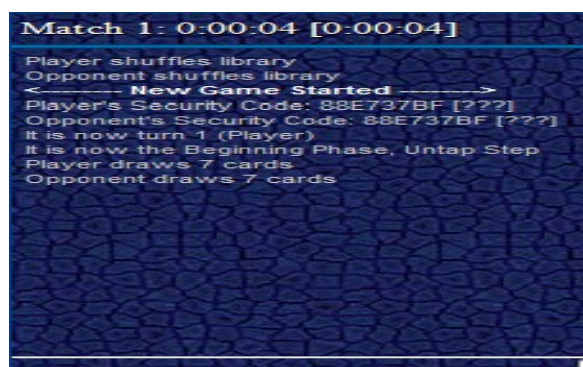 Match 1: 0:00:04 [0:00:04]
Player shuffles library
Opponent shuffles library
<-------- New Game Started -------->
Player's Security Code: 88E737BF [???]
Opponent's Security Code: 88E737BF [???]
It is now turn 1 (Player)
It is now the Beginning Phase, Untap Step
Player draws 7 cards
Opponent draws 7 cards